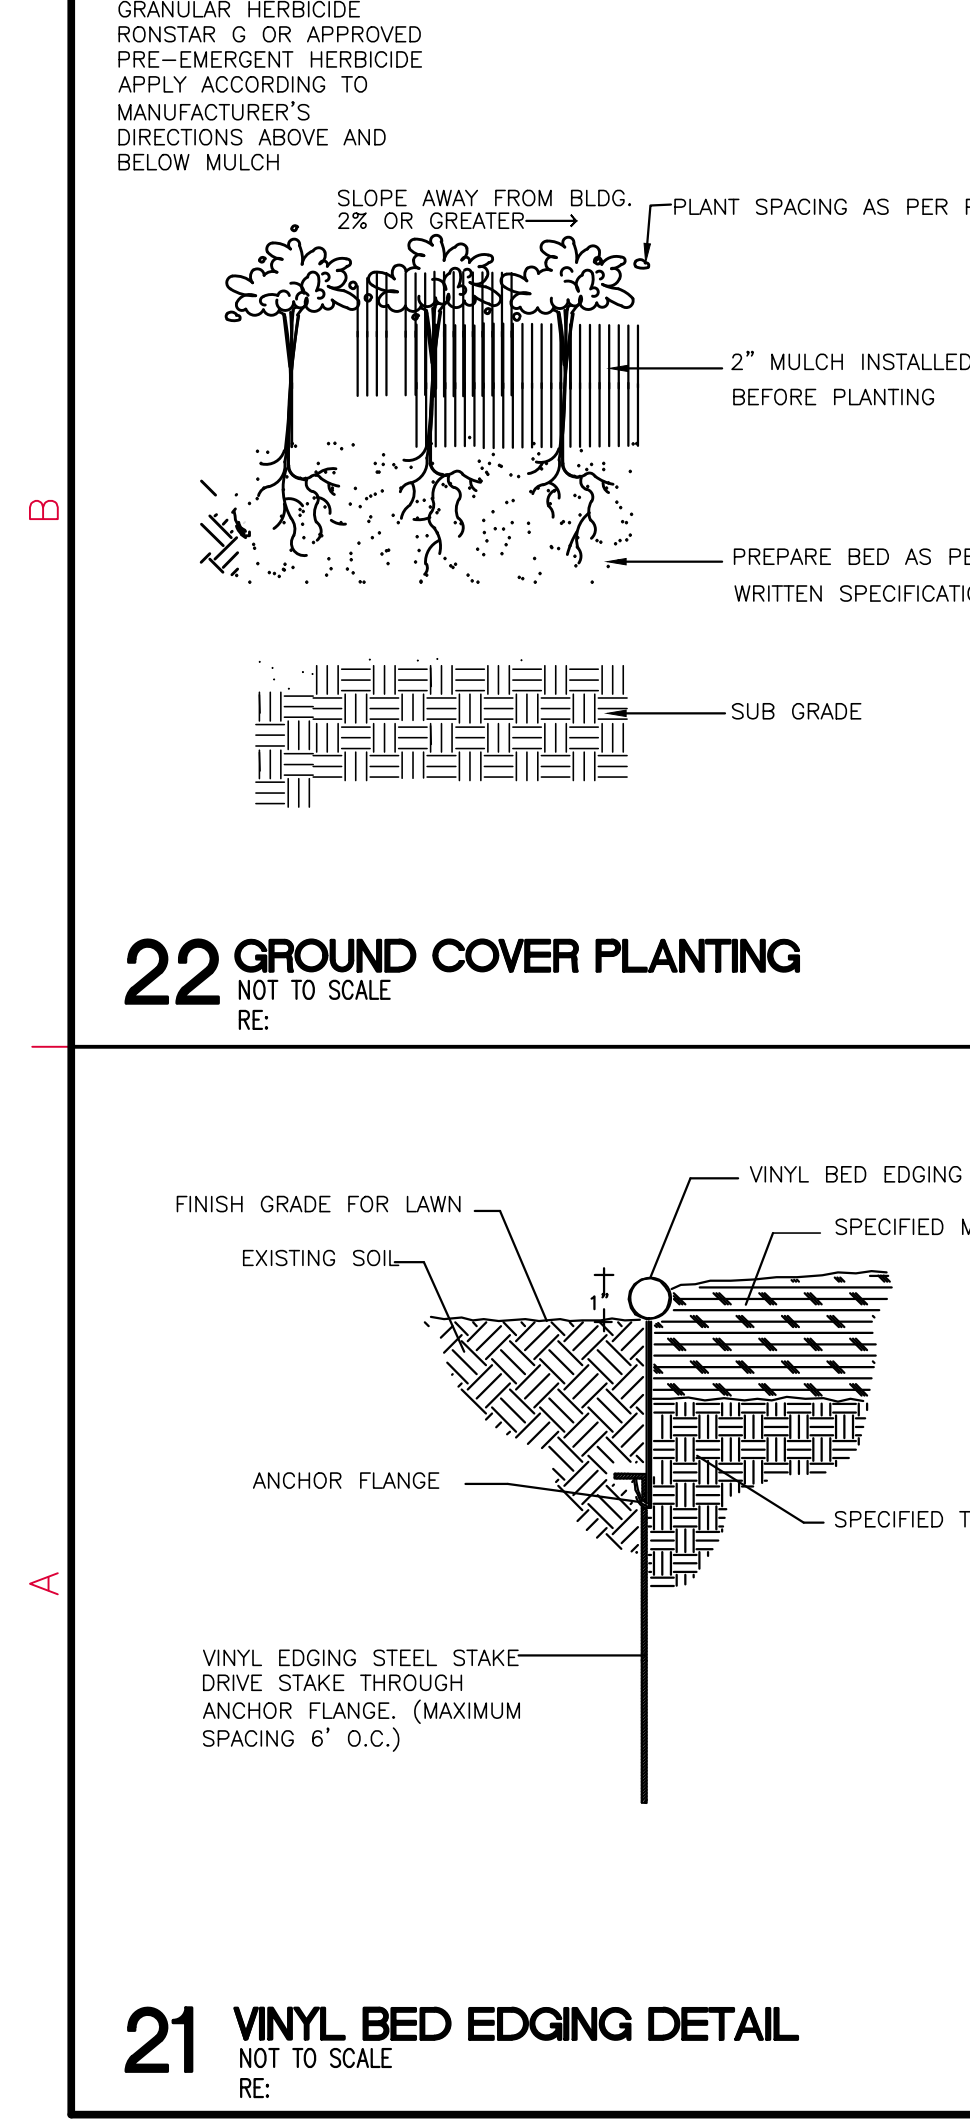 GRANULAR HERBICIDE
RONSTAR G OR APPROVED
PRE-EMERGENT HERBICIDE
APPLY ACCORDING TO
MANUFACTURER'S
DIRECTIONS ABOVE AND
BELOW MULCH
SLOPE AWAY FROM BLDG.
2% OR GREATER
PLANT SPACING AS PER
2" MULCH INSTALLED
BEFORE PLANTING
B
PREPARE BED AS
WRITTEN
SUB GRADE
22 GROUND COVER PLANTING
NOT TO SCALE
RE:
VINYL BED EDGING
FINISH GRADE FOR LAWN
SPECIFIED
EXISTING SOIL
1"
ANCHOR FLANGE
SPECIFIED
A
VINYL EDGING STEEL STAKE
DRIVE STAKE THROUGH
ANCHOR FLANGE. (MAXIMUM
SPACING 6' O.C.)
21 VINYL BED EDGING DETAIL
NOT TO SCALE
RE: